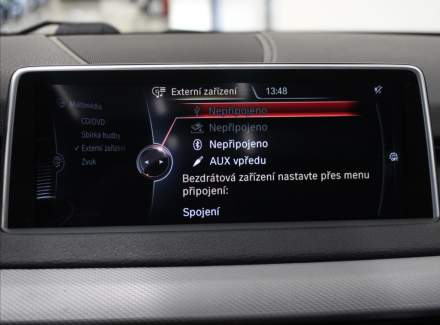 Externí zařízení 13:48
Multimédia
CD/DVD
Sbírka hudby
Externí zařízení
Zvuk
Nepřipojeno
Nepřipojeno
Nepřipojeno
AUX vpředu
Bezdrátová zařízení nastavte přes menu
připojení:
Spojení